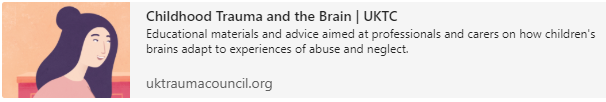 Childhood Trauma and the Brain | UKTC
Educational materials and advice aimed at professionals and carers on how children's
brains adapt to experiences of abuse and neglect.
uktraumacouncil.org